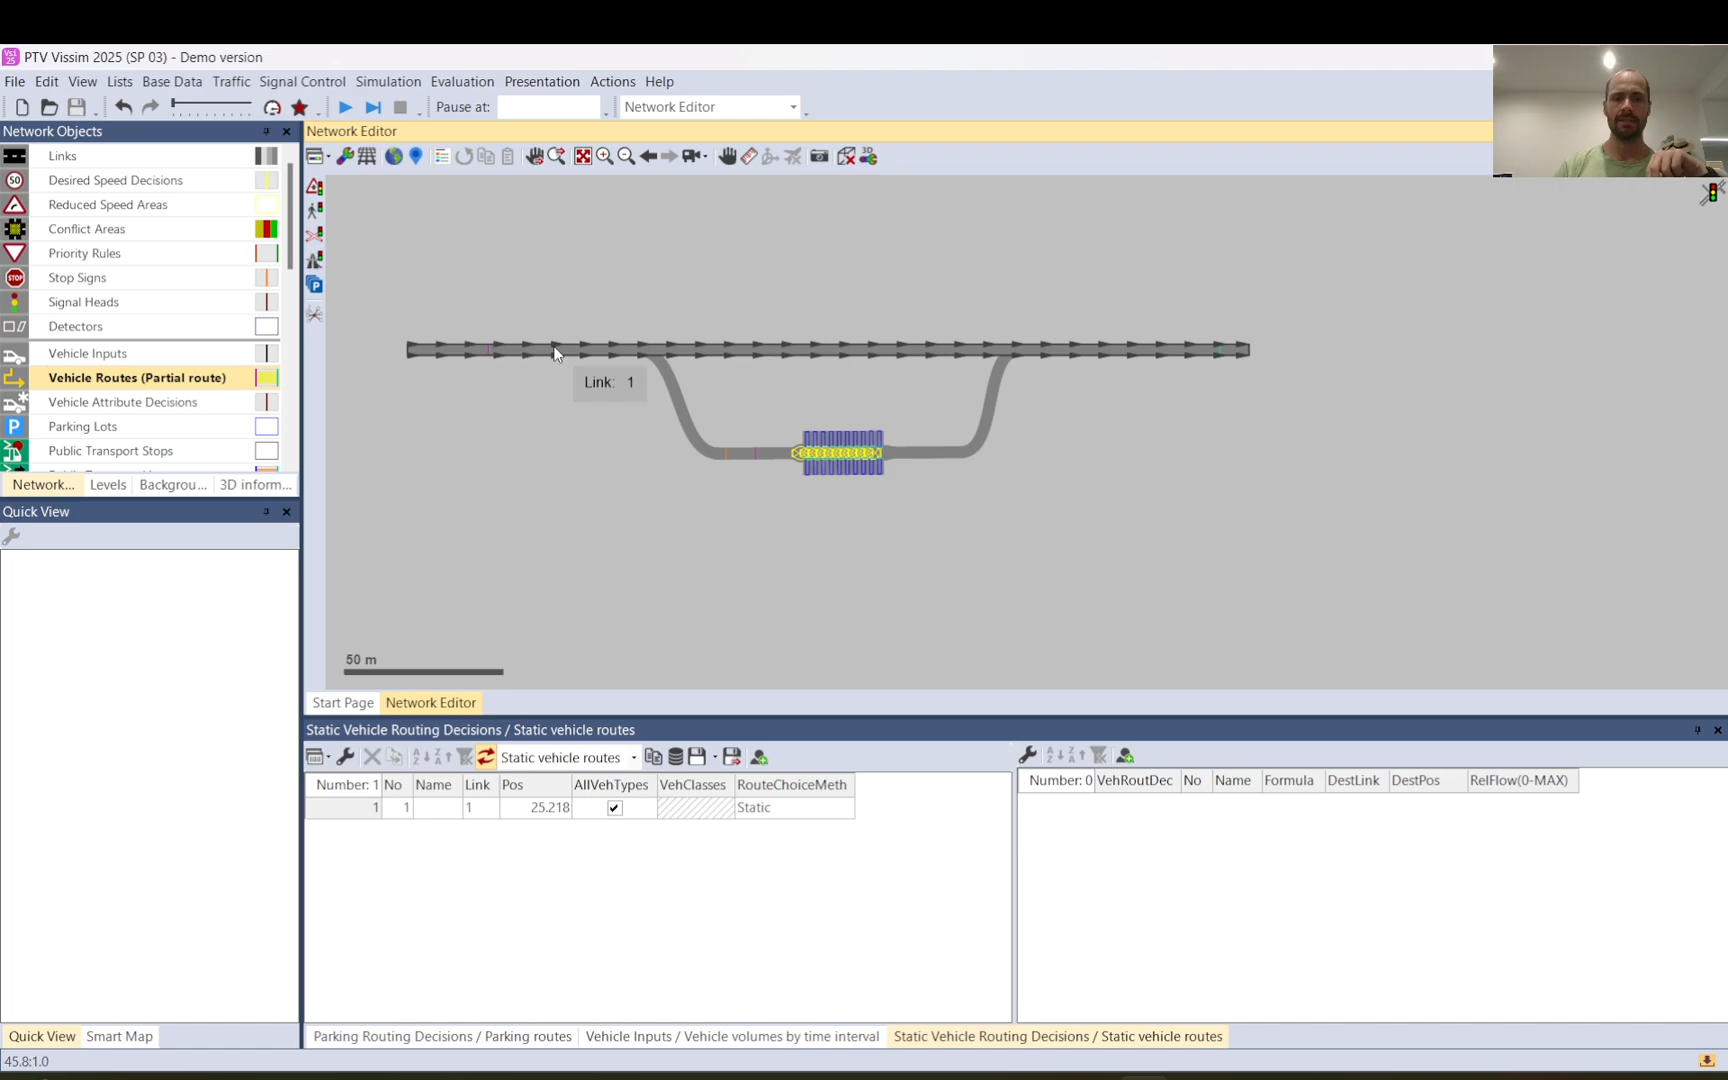 PTV Vissim 2025 (SP 03) - Demo version
File Edit View Lists Base Data Traffic Signal Control Simulation Evaluation Presentation Actions Help
Pause at: Network Editor
Network Objects
Links
50 Desired Speed Decisions
Reduced Speed Areas
Conflict Areas
Priority Rules
STOP Stop Signs
Signal Heads
Detectors
Vehicle Inputs
Vehicle Routes (Partial route)
Vehicle Attribute Decisions
P Parking Lots
Public Transport Stops
Network... Levels Backgrou... 3D inform...
Quick View
Quick View Smart Map
45.8:1.0
Network Editor
3D
Link: 1
50 m
Start Page Network Editor
Static Vehicle Routing Decisions / Static vehicle routes
Static vehicle routes
Number: 1 No Name Link Pos AllVehTypes VehClasses RouteChoiceMeth
1 1 1 25.218 Static
Number: 0 VehRoutDec No Name Formula DestLink DestPos RelFlow(0-MAX)
Parking Routing Decisions / Parking routes Vehicle Inputs / Vehicle volumes by time interval Static Vehicle Routing Decisions / Static vehicle routes